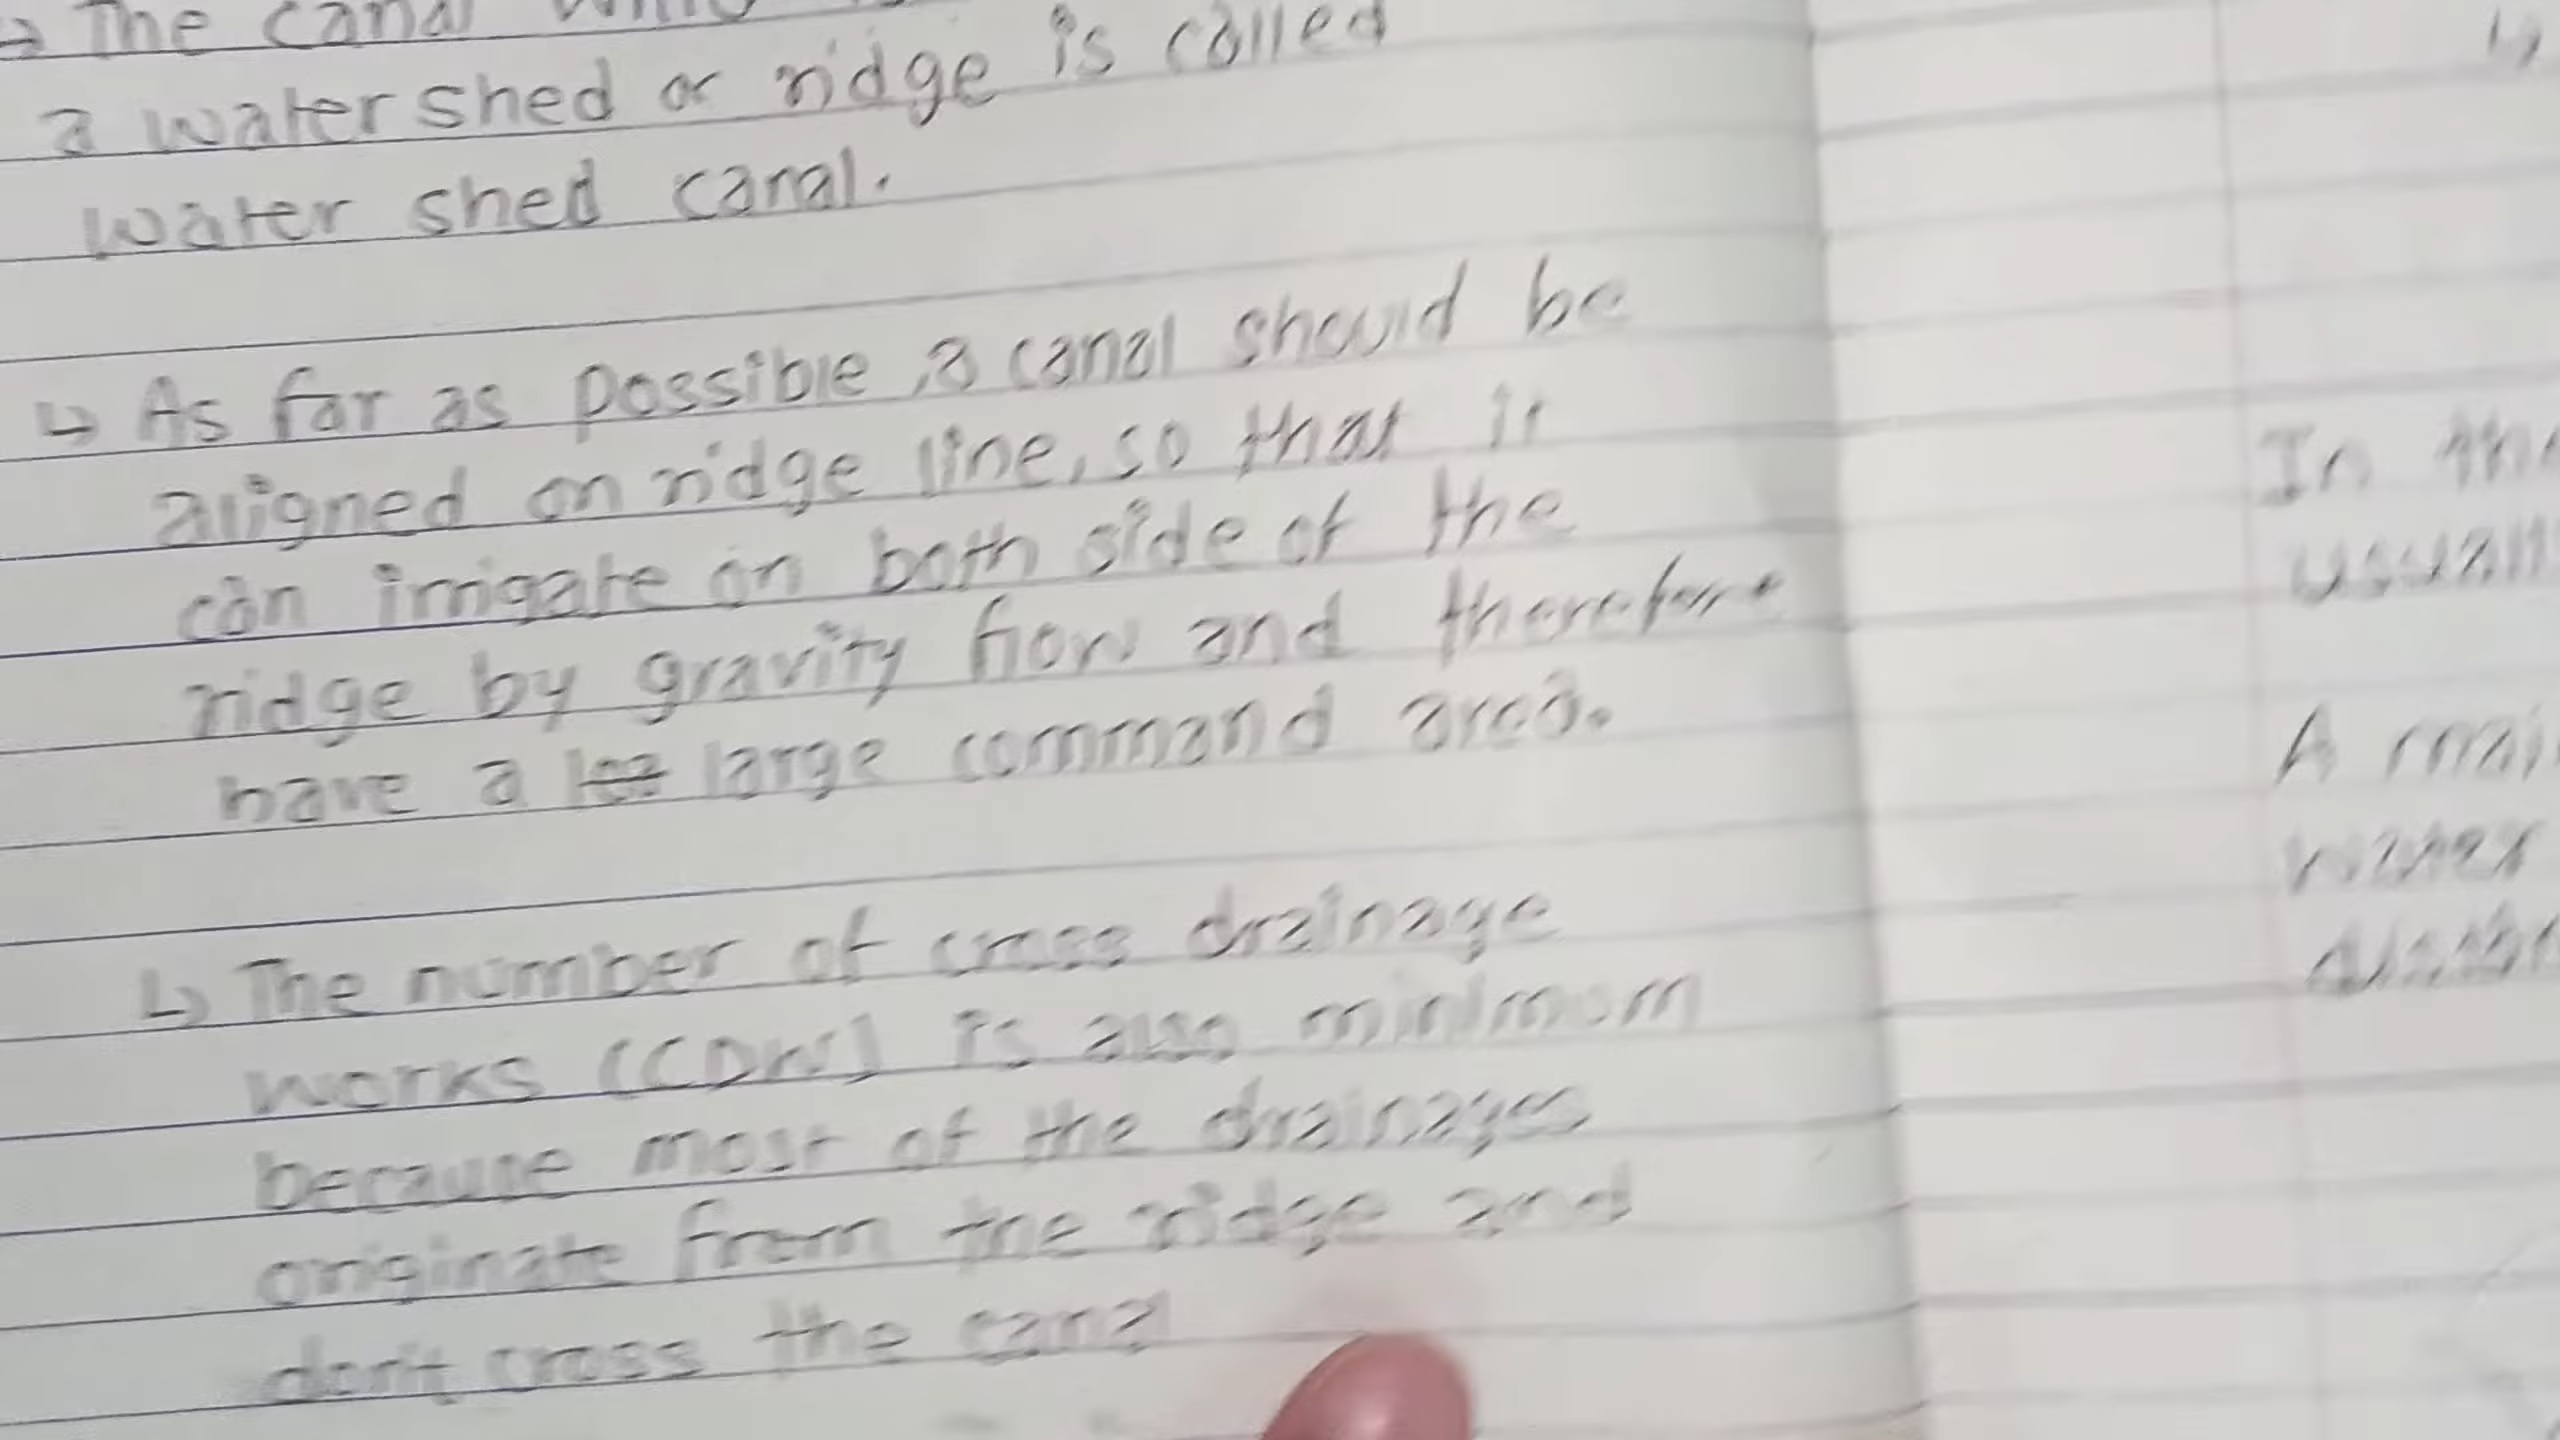 → The canal
a water shed or ridge is called
water shed canal.
↳ As far as possible, a canal should be
aligned on ridge line, so that it
can irrigate on both side of the
ridge by gravity flow and therefore
have a large command area.
↳ The number of cross drainage
works (CDW) is also minimum
because most of the drainages
originate from the ridge and
don't cross the canal
In
A
water